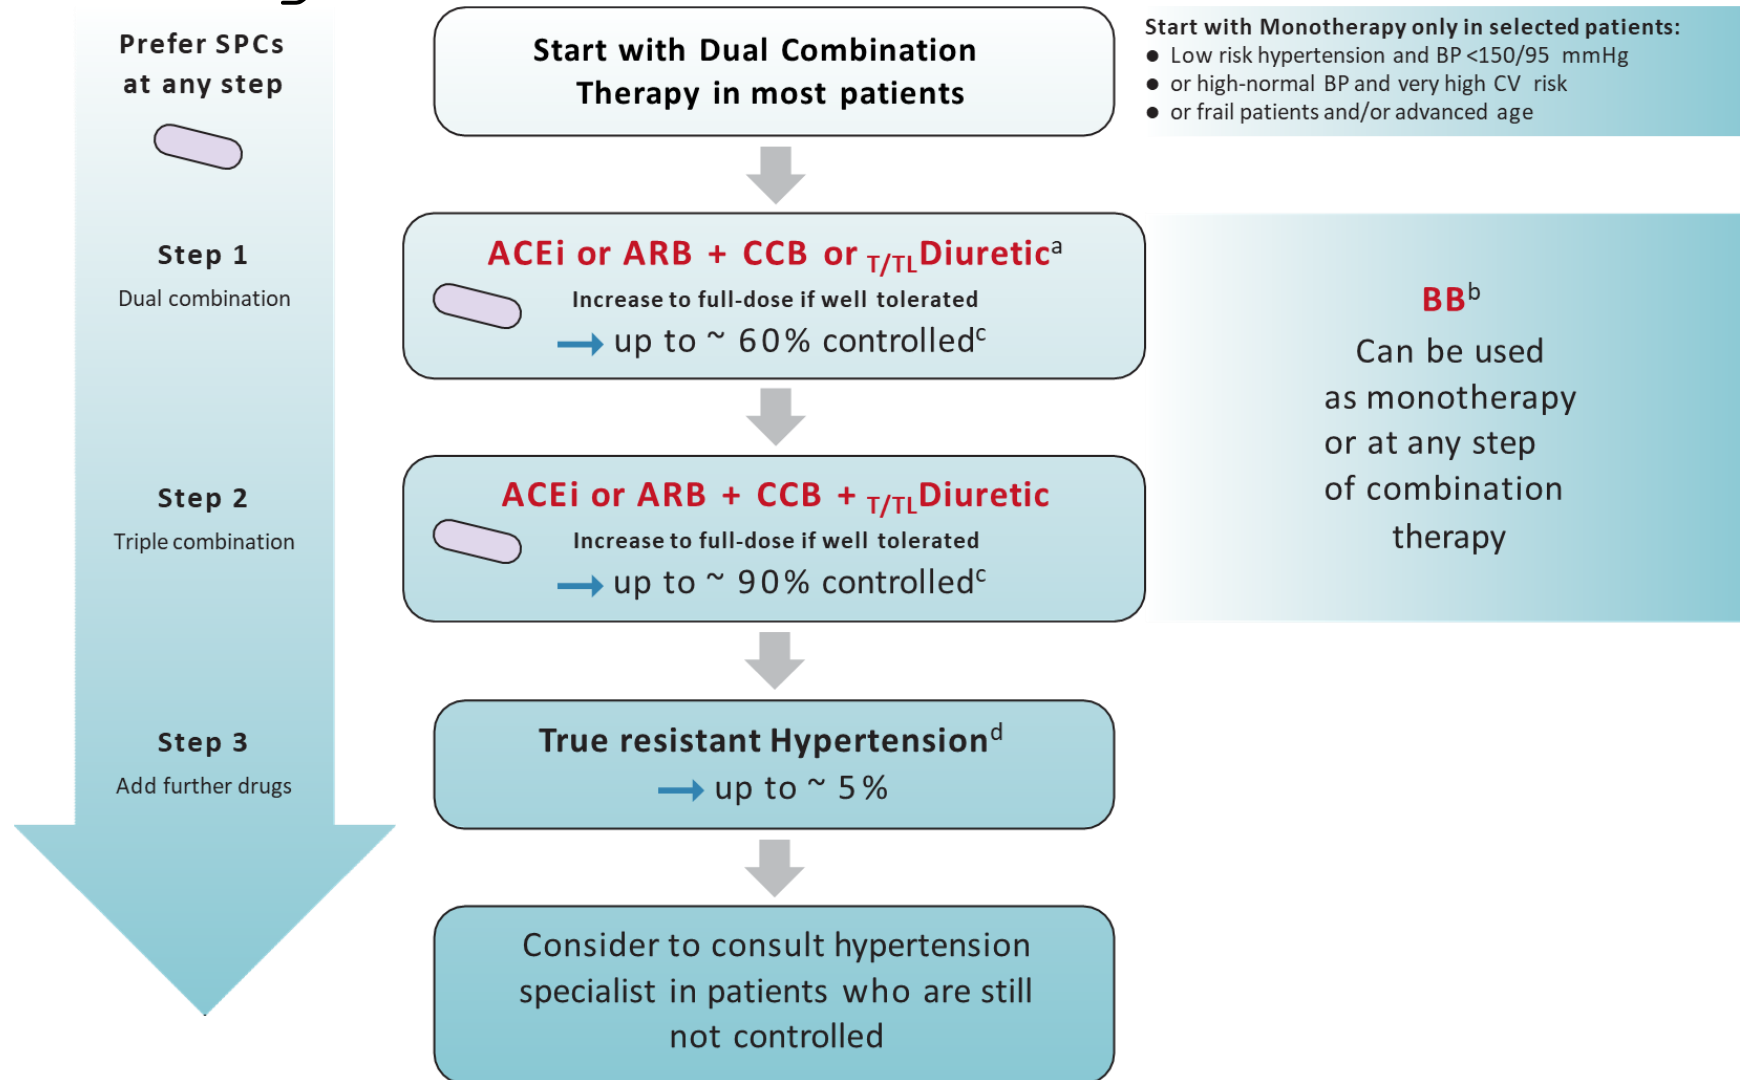 Prefer SPCs
at any step
Start with Dual Combination
Therapy in most patients
Start with Monotherapy only in selected patients:
● Low risk hypertension and BP <150/95 mmHg
● or high-normal BP and very high CV risk
● or frail patients and/or advanced age
Step 1
Dual combination
ACEi or ARB + CCB or T/TLDiuretic a
Increase to full-dose if well tolerated
→ up to ~ 60% controlled c
BB b
Can be used
as monotherapy
or at any step
of combination
therapy
Step 2
Triple combination
ACEi or ARB + CCB + T/TLDiuretic
Increase to full-dose if well tolerated
→ up to ~ 90% controlled c
Step 3
Add further drugs
True resistant Hypertension d
→ up to ~ 5%
Consider to consult hypertension
specialist in patients who are still
not controlled